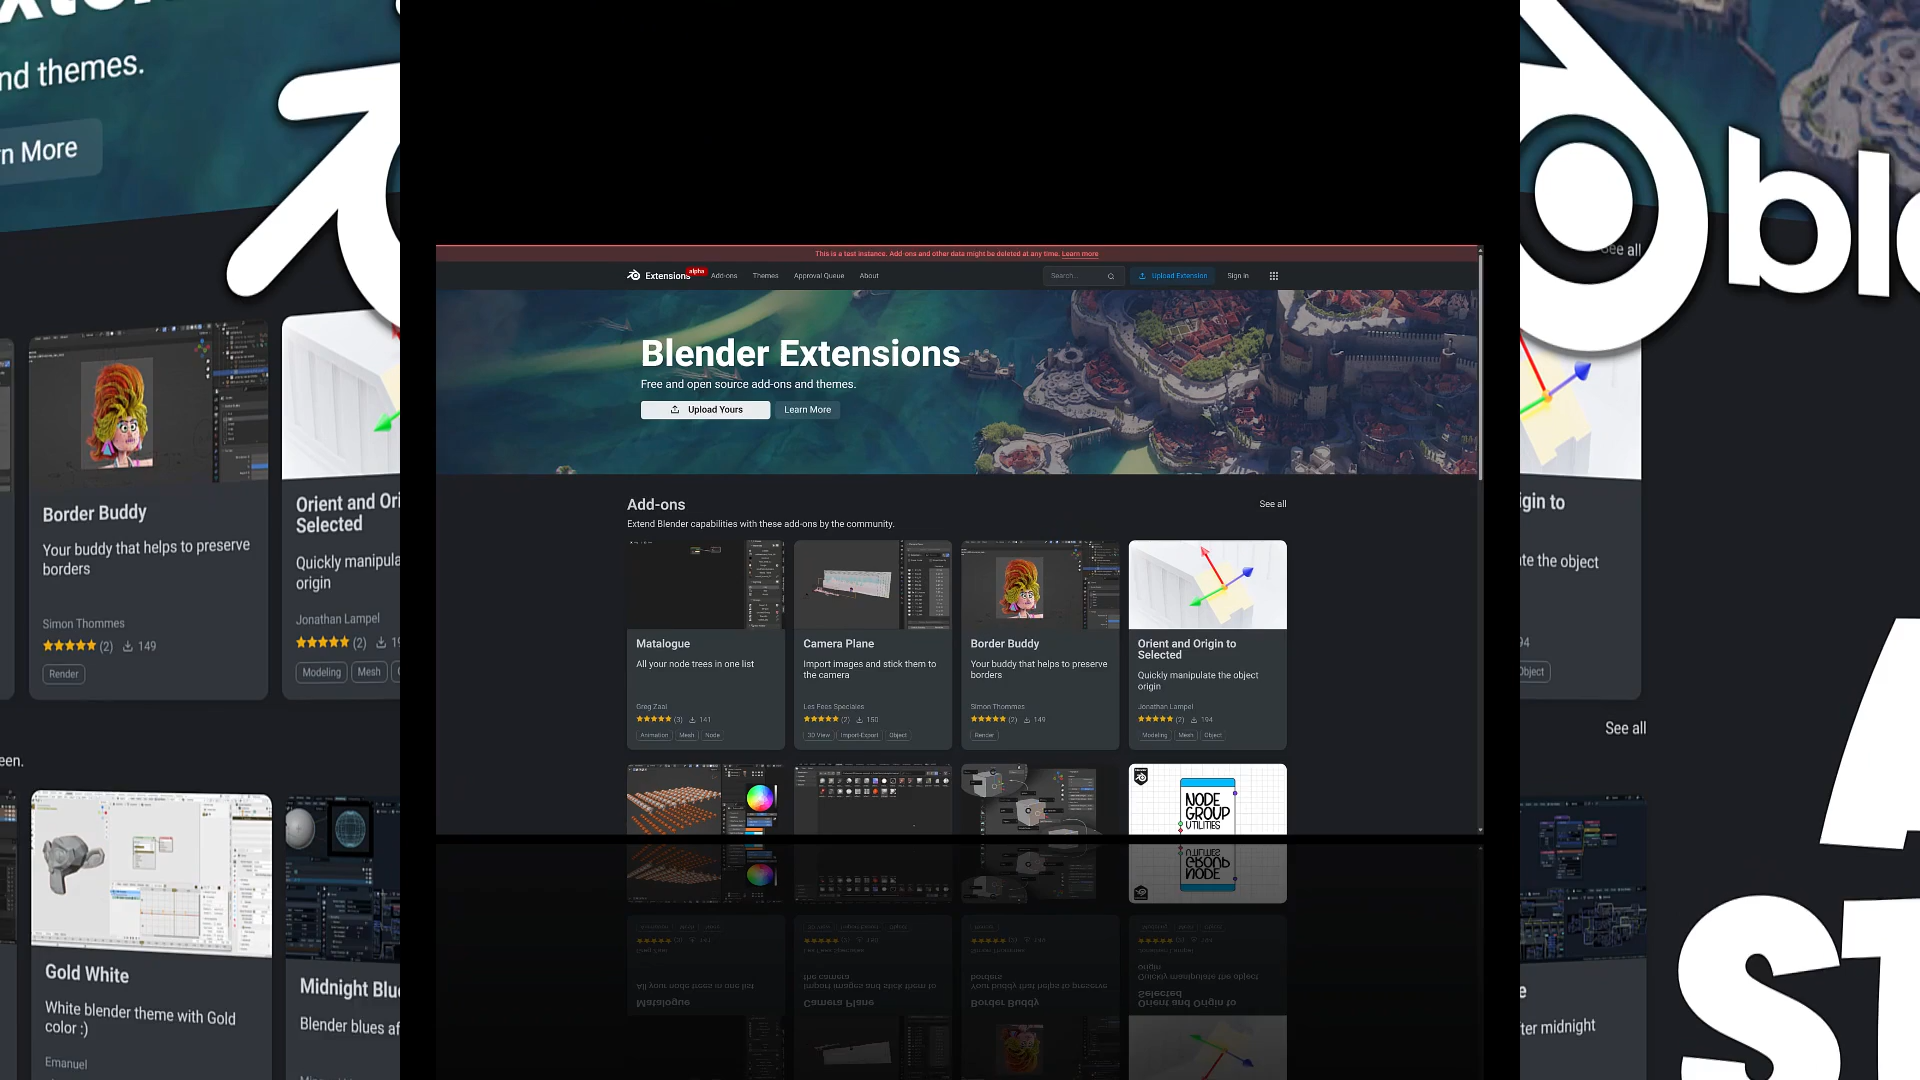 nd themes.
n More
Border Buddy
Your buddy that helps to preserve
borders
Simon Thommes
(2) 149
Render
Orient and Ori
Selected
Quickly manipula
origin
Jonathan Lampel
(2) 19
Modeling Mesh
een.
Gold White
White blender theme with Gold
color :)
Emanuel
Midnight Blu
Blender blues af
This is a test instance. Add-ons and other data might be deleted at any time. Learn more
Extensions alpha Add-ons Themes Approval Queue About Search... Upload Extension Sign in
Blender Extensions
Free and open source add-ons and themes.
Upload Yours Learn More
Add-ons See all
Extend Blender capabilities with these add-ons by the community.
Matalogue
All your node trees in one list
Greg Zaal
(3) 141
Animation Mesh Node
Camera Plane
Import images and stick them to
the camera
Les Fees Speciales
(2) 150
3D View Import-Export Object
Border Buddy
Your buddy that helps to preserve
borders
Simon Thommes
(2) 149
Render
Orient and Origin to
Selected
Quickly manipulate the object
origin
Jonathan Lampel
(2) 194
Modeling Mesh Object
NODE
GROUP
UTILITIES
ble
See all
igin to
te the object
94
Object
See all
ter midnight
A
St